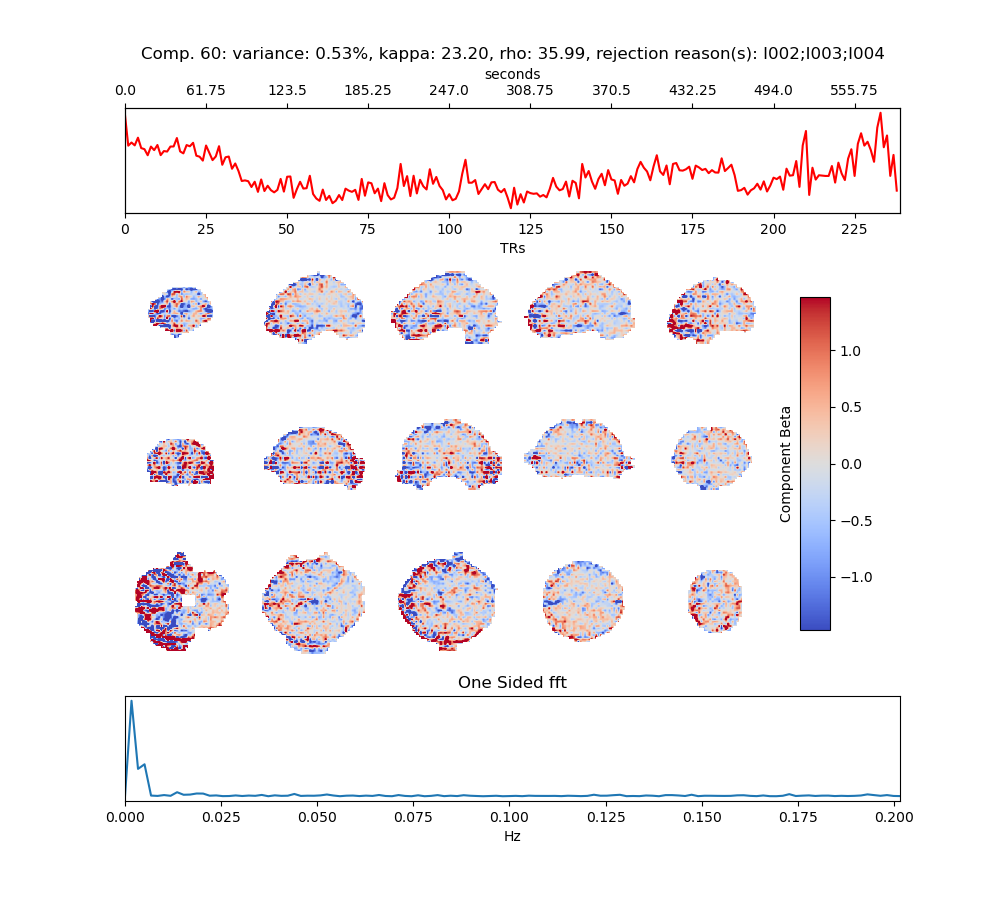 Comp. 60: variance: 0.53%, kappa: 23.20, rho: 35.99, rejection reason(s): I002;I003;I004
seconds
0.0 61.75 123.5 185.25 247.0 308.75 370.5 432.25 494.0 555.75
0 25 50 75 100 125 150 175 200 225
TRs
1.0
0.5
0.0
−0.5
−1.0
Component Beta
One Sided fft
0.000 0.025 0.050 0.075 0.100 0.125 0.150 0.175 0.200
Hz